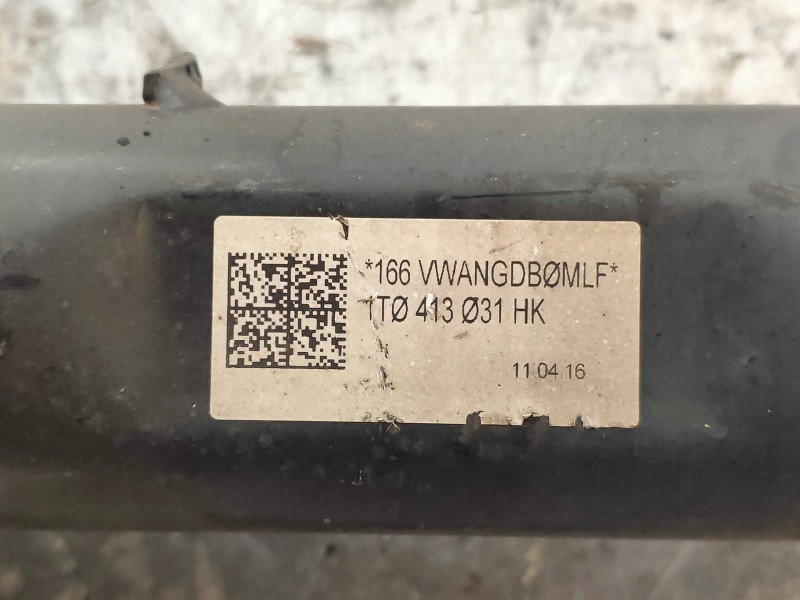 *166 VWANGDBØMLF*
1TØ 413 Ø31 HK
11.04.16